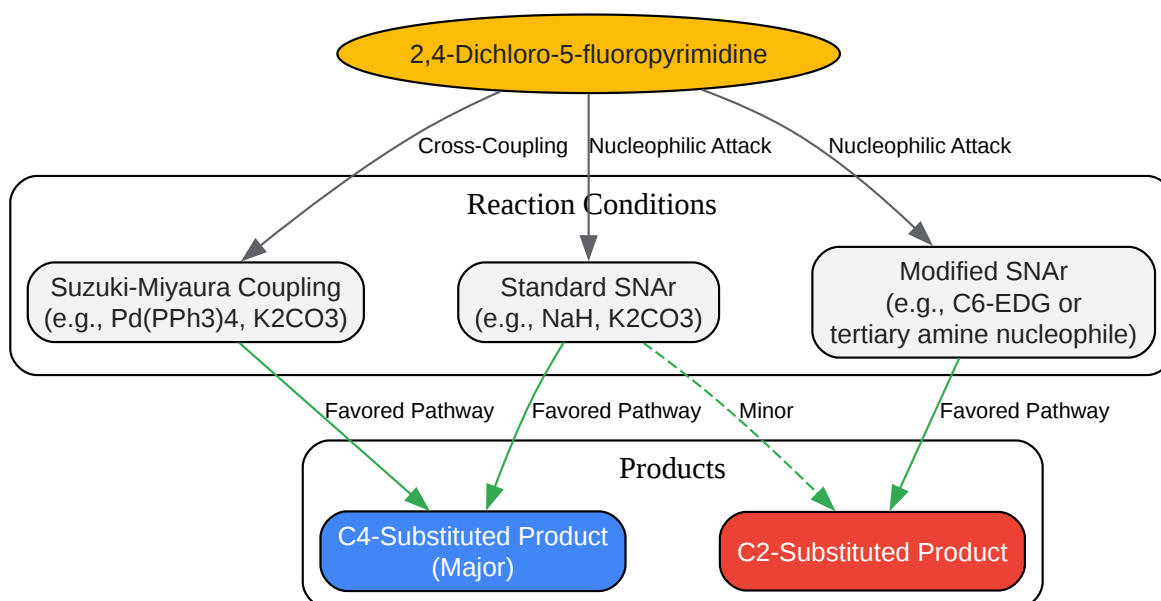 2,4-Dichloro-5-fluoropyrimidine
Cross-Coupling
Nucleophilic Attack
Nucleophilic Attack
Reaction Conditions
Suzuki-Miyaura Coupling
(e.g., Pd(PPh3)4, K2CO3)
Standard SNAr
(e.g., NaH, K2CO3)
Modified SNAr
(e.g., C6-EDG or
tertiary amine nucleophile)
Favored Pathway
Favored Pathway
Minor
Favored Pathway
Products
C4-Substituted Product
(Major)
C2-Substituted Product